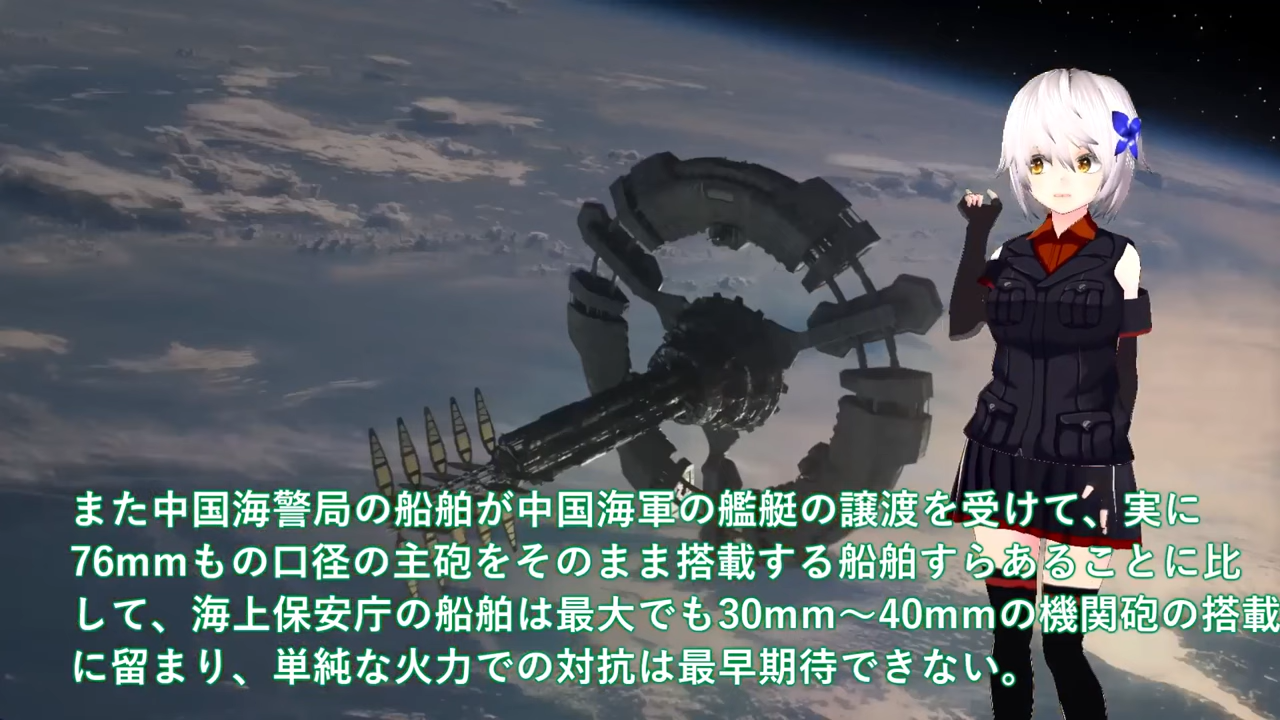 また中国海警局の船舶が中国海軍の艦艇の譲渡を受けて、実に
76mmもの口径の主砲をそのまま搭載する船舶すらあることに比
して、海上保安庁の船舶は最大でも30mm～40mmの機関砲の搭載
に留まり、単純な火力での対抗は最早期待できない。